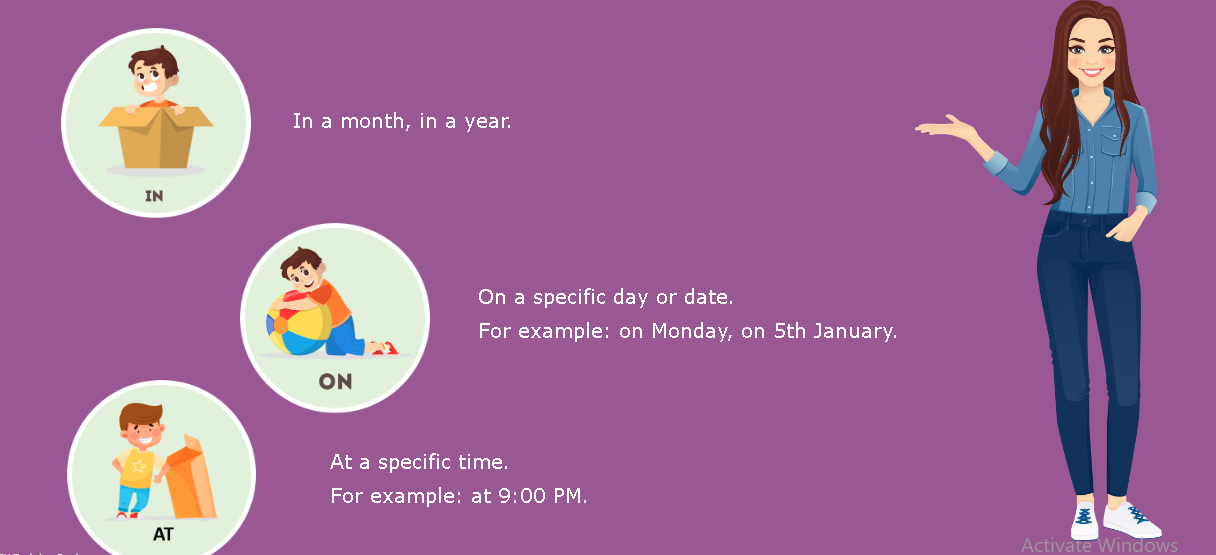 IN
In a month, in a year.
ON
On a specific day or date.
For example: on Monday, on 5th January.
AT
At a specific time.
For example: at 9:00 PM.
Activate Windows